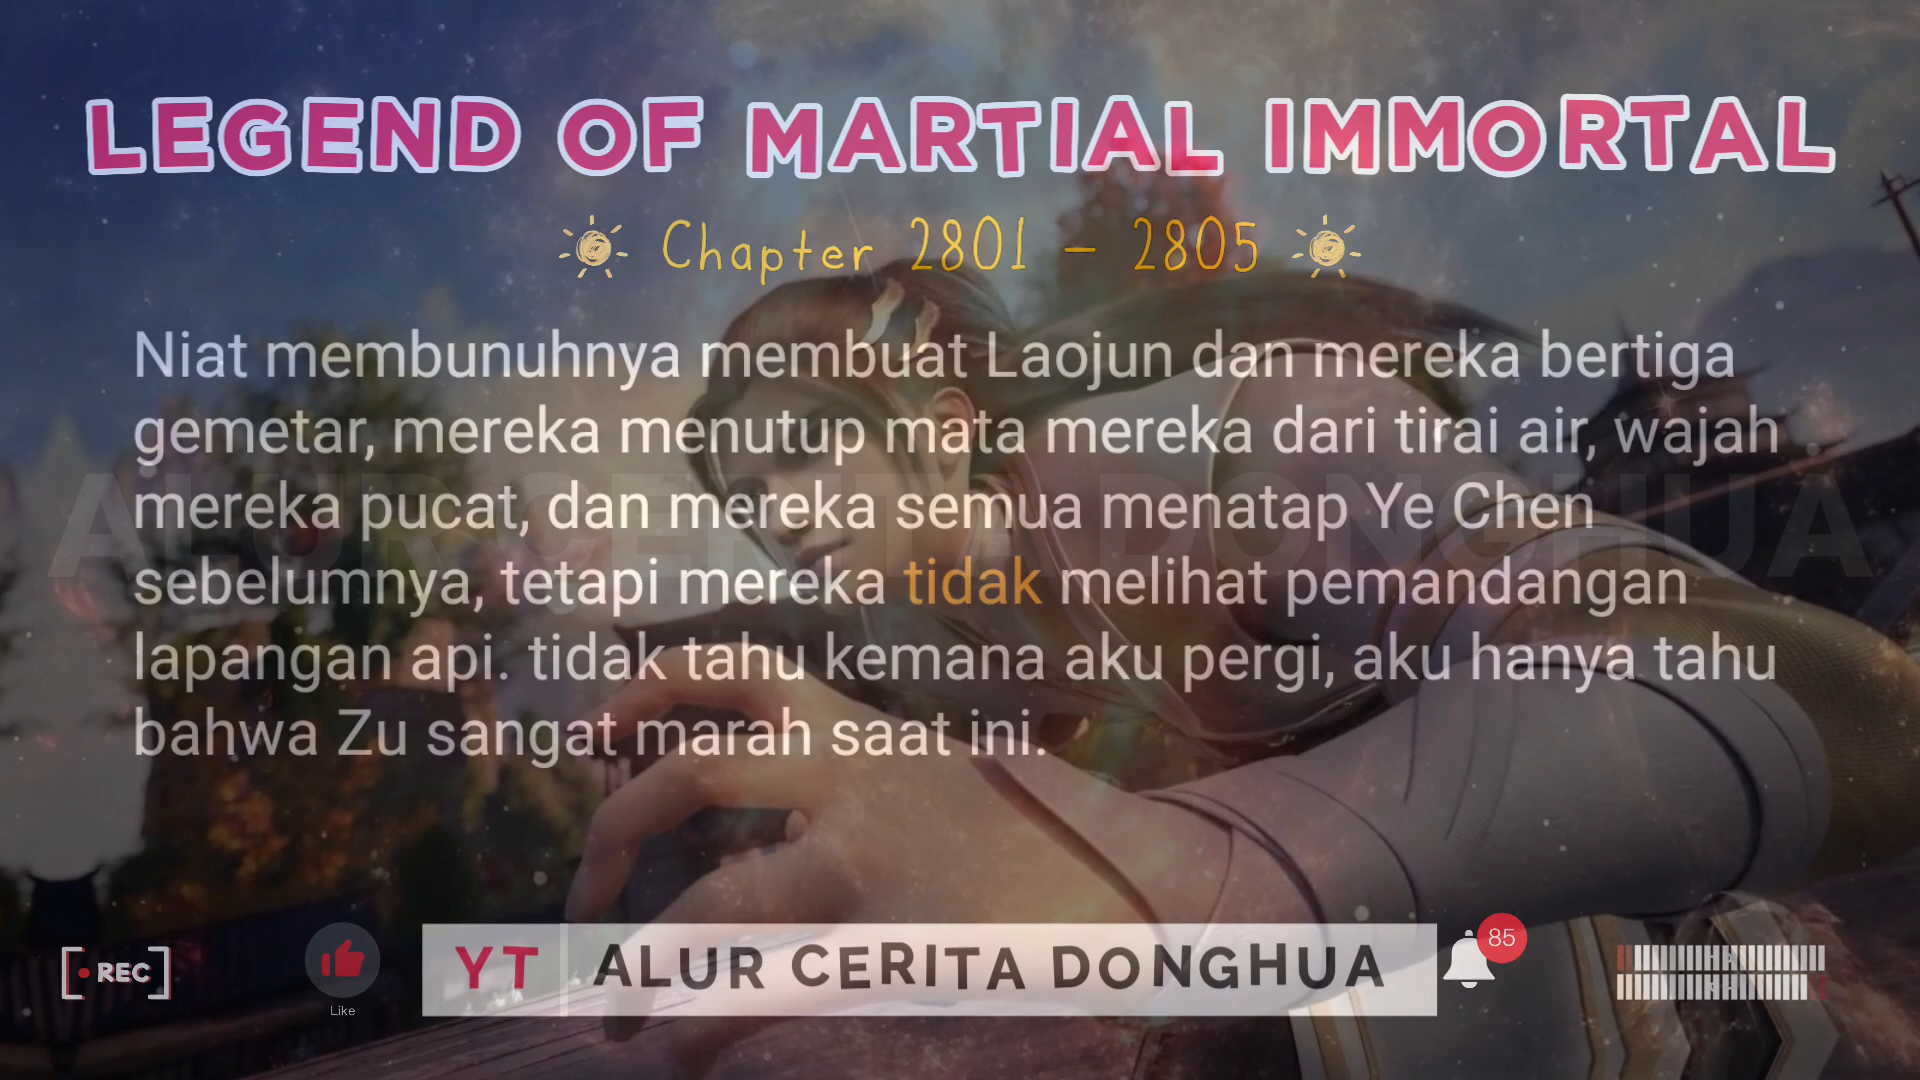 LEGEND OF MARTIAL IMMORTAL
Chapter 2801 - 2805
Niat membunuhnya membuat Laojun dan mereka bertiga
gemetar, mereka menutup mata mereka dari tirai air, wajah
mereka pucat, dan mereka semua menatap Ye Chen
sebelumnya, tetapi mereka tidak melihat pemandangan
lapangan api. tidak tahu kemana aku pergi, aku hanya tahu
bahwa Zu sangat marah saat ini.
ALUR CERITA DONGHUA
REC
Like
YT ALUR CERITA DONGHUA
85